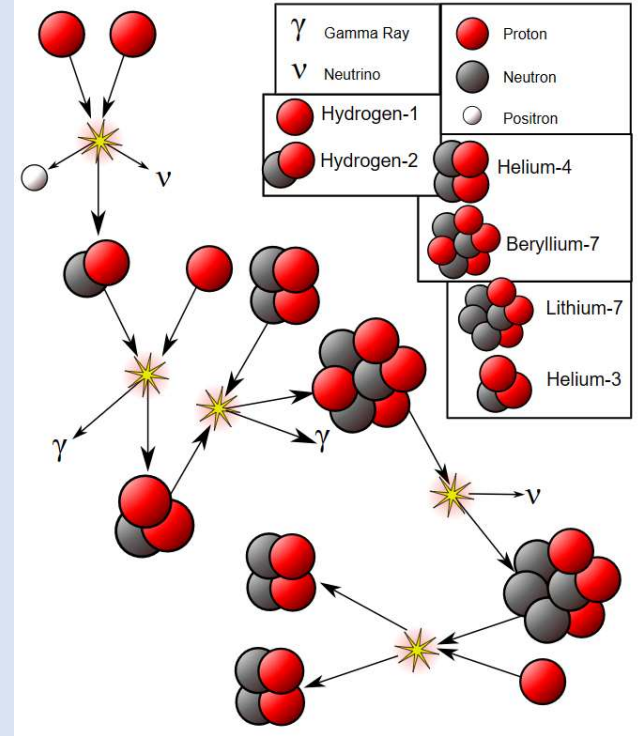 γ Gamma Ray
ν Neutrino
Proton
Neutron
Positron
Hydrogen-1
Hydrogen-2
Helium-4
Beryllium-7
Lithium-7
Helium-3
ν
γ
γ
ν